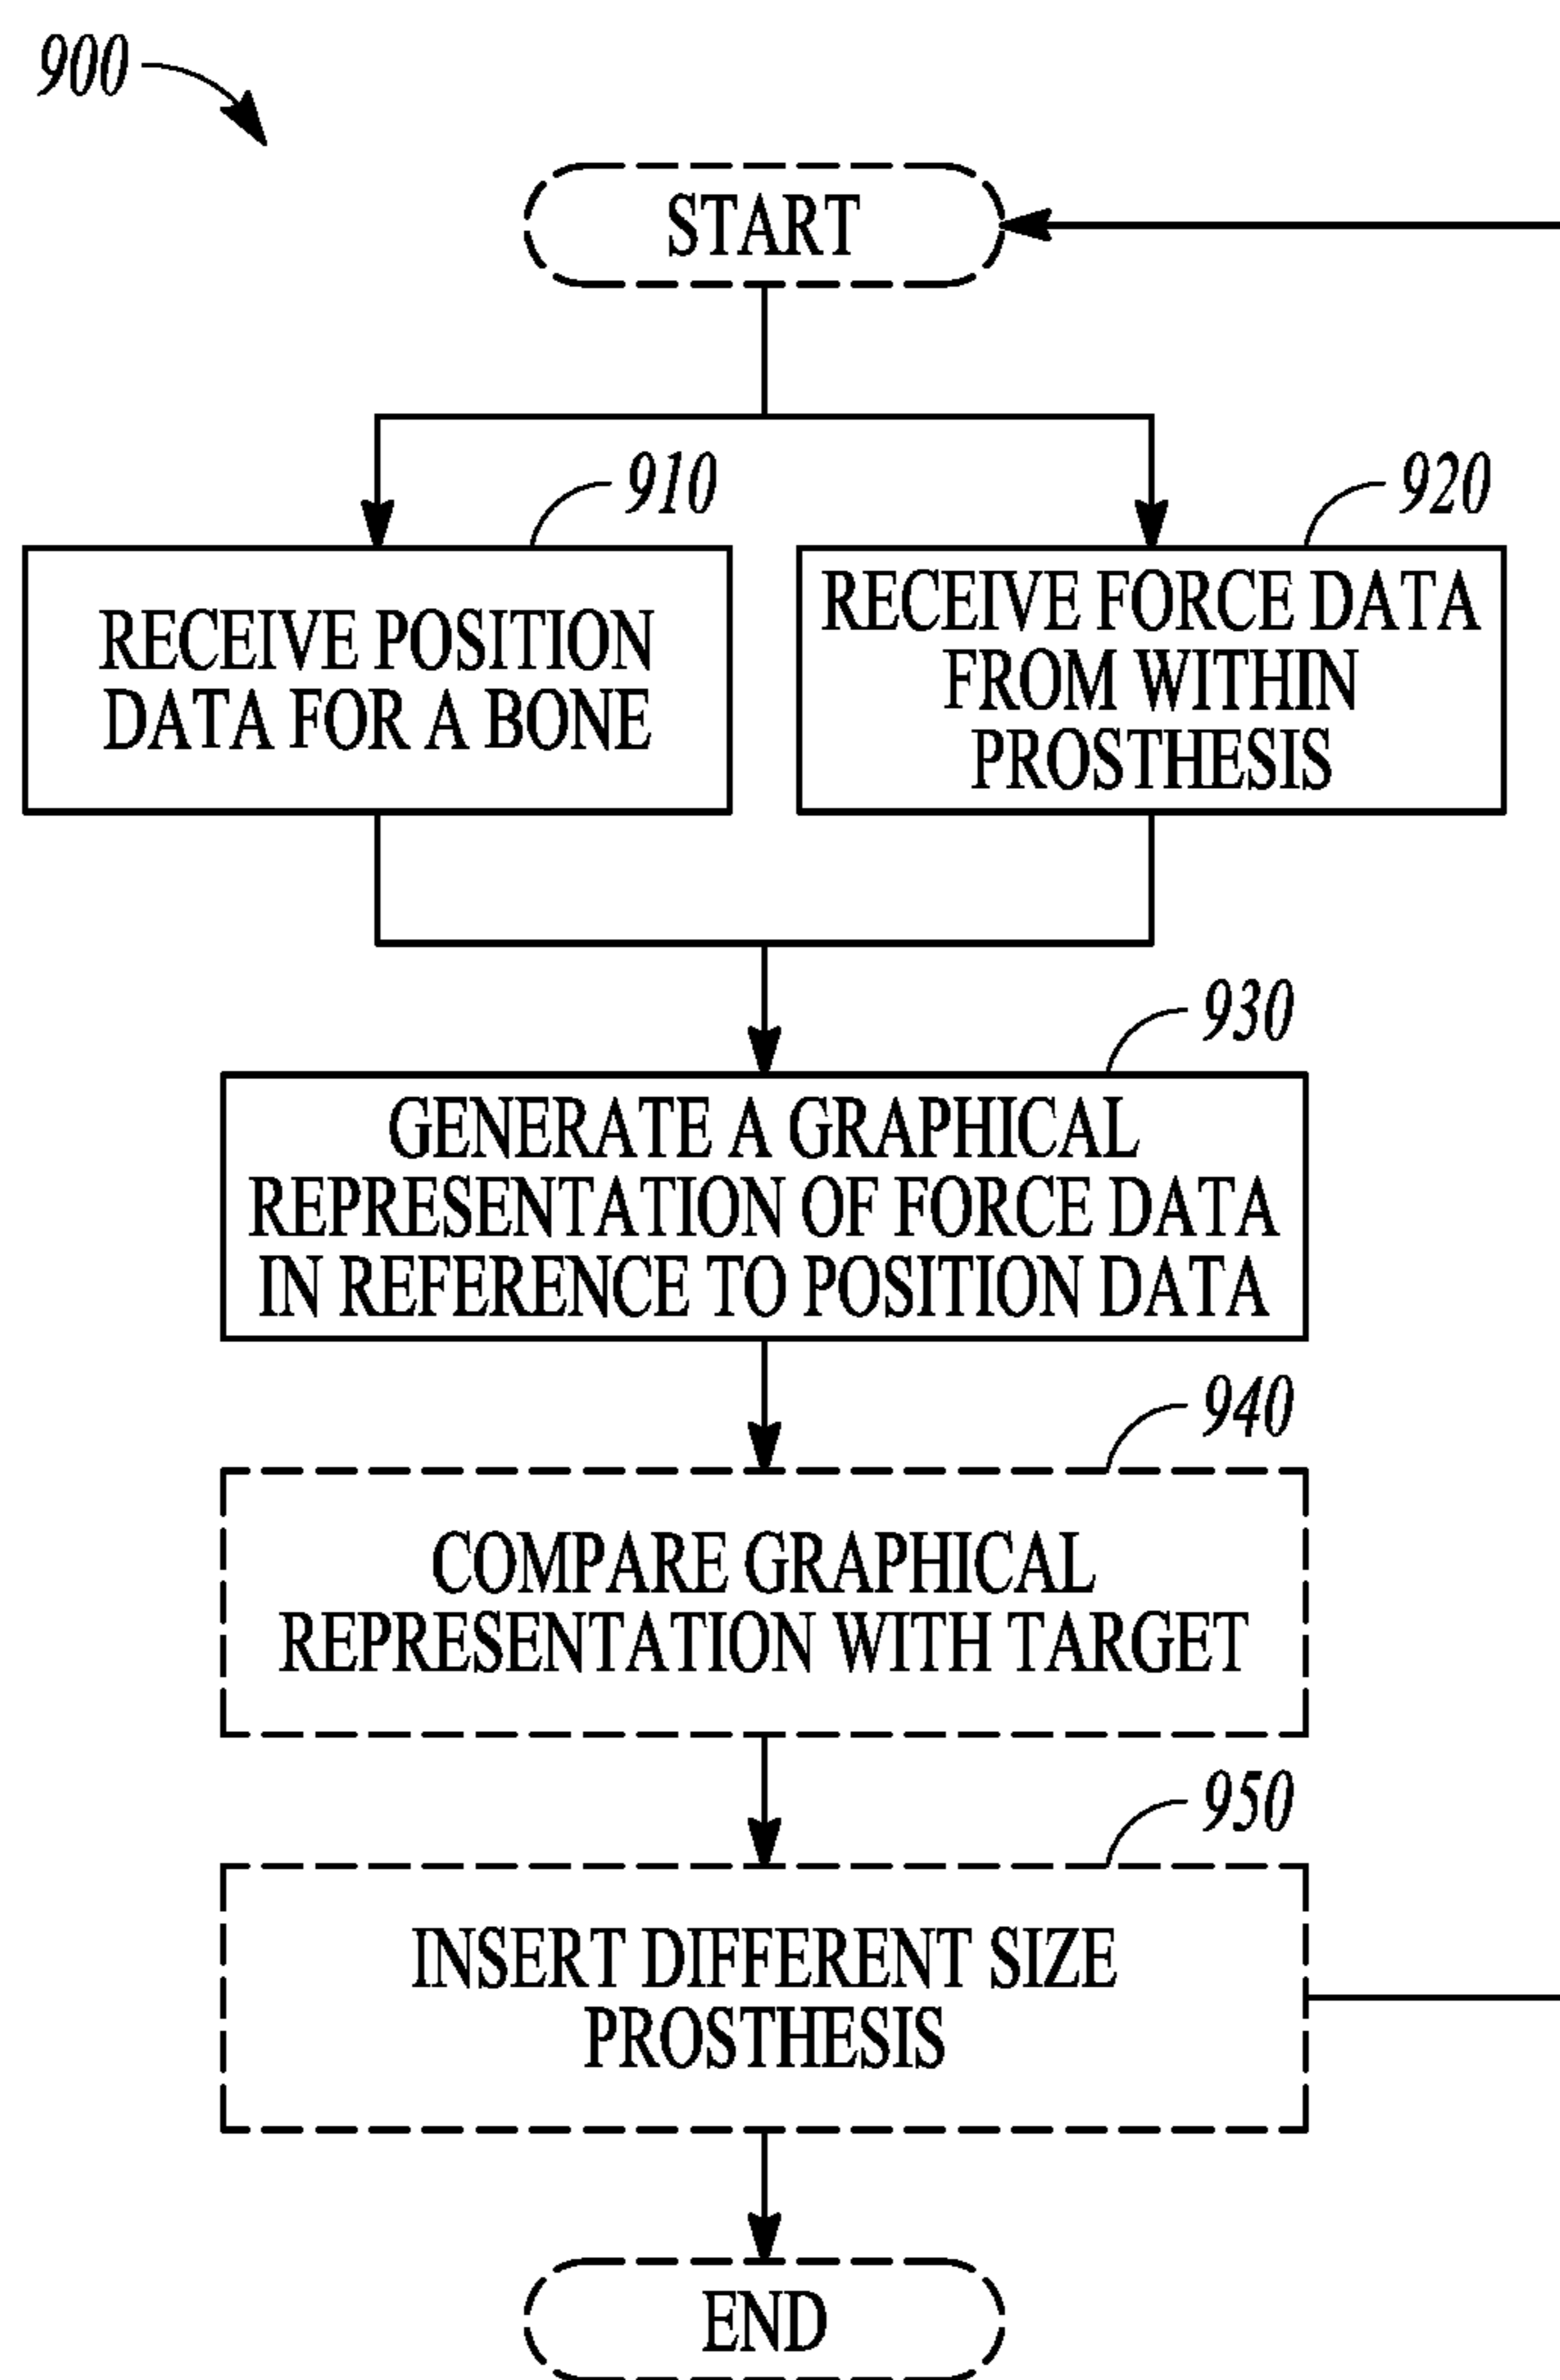 900
START
910
920
RECEIVE POSITION
DATA FOR A BONE
RECEIVE FORCE DATA
FROM WITHIN
PROSTHESIS
930
GENERATE A GRAPHICAL
REPRESENTATION OF FORCE DATA
IN REFERENCE TO POSITION DATA
940
COMPARE GRAPHICAL
REPRESENTATION WITH TARGET
950
INSERT DIFFERENT SIZE
PROSTHESIS
END